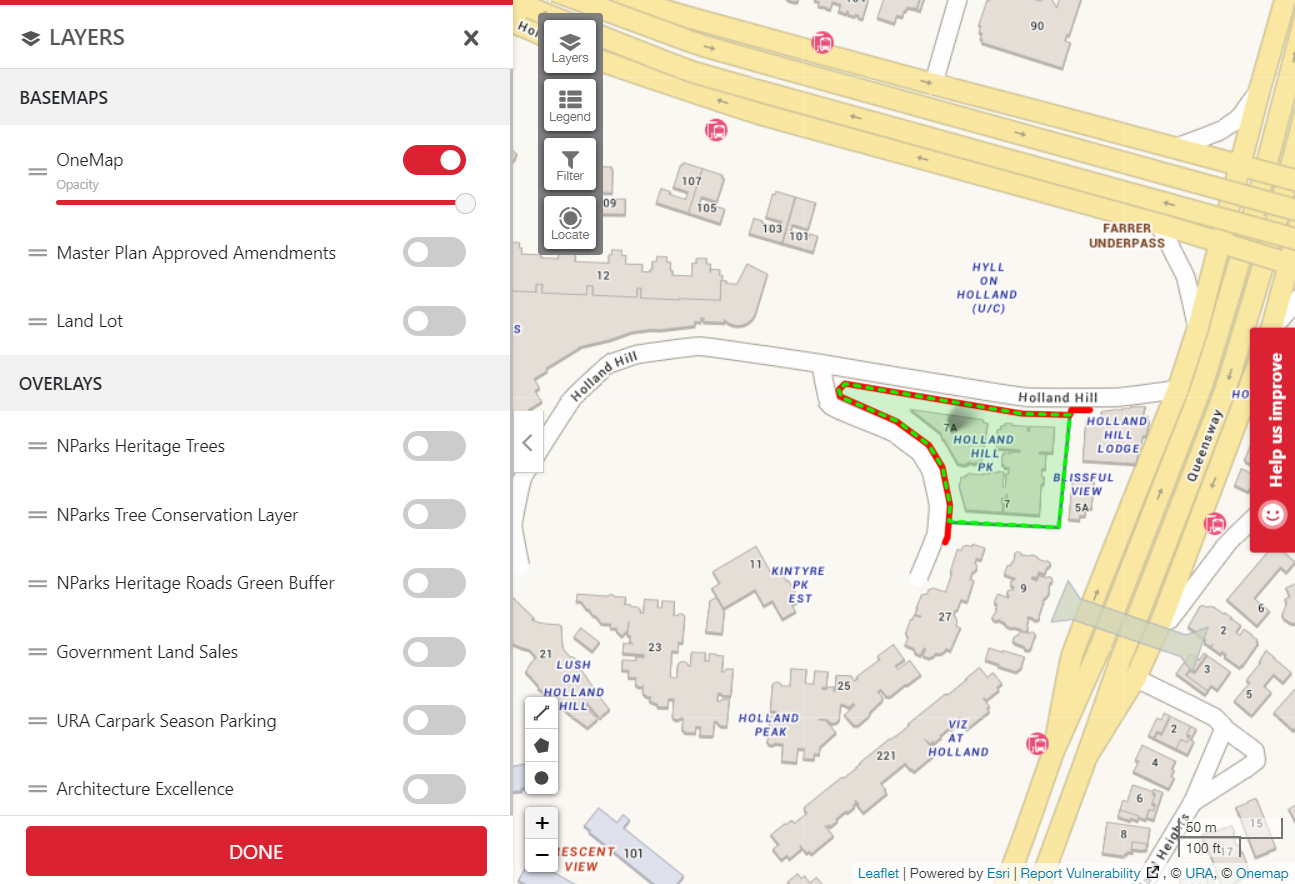 LAYERS
BASEMAPS
OneMap
Opacity
Master Plan Approved Amendments
Land Lot
OVERLAYS
NParks Heritage Trees
NParks Tree Conservation Layer
NParks Heritage Roads Green Buffer
Government Land Sales
URA Carpark Season Parking
Architecture Excellence
DONE
Layers
Legend
Filter
Locate
90
107
105
09
103
101
12
S
FARRER
UNDERPASS
HYLL
ON
HOLLAND
(U/C)
Holland Hill
Holland Hill
7A
HOLLAND
HILL
PK
7
HOLLAND
HILL
LODGE
BLISSFUL
VIEW
5A
Queensway
HO
Help us improve
11
KINTYRE
PK
EST
9
27
6
2
3
5
21
LUSH
ON
HOLLAND
HILL
23
25
HOLLAND
PEAK
VIZ
AT
HOLLAND
221
2
4
6
8
15
17
Heights
ESCENT
VIEW
101
+
−
50 m
100 ft
Leaflet | Powered by Esri | Report Vulnerability , © URA, © Onemap